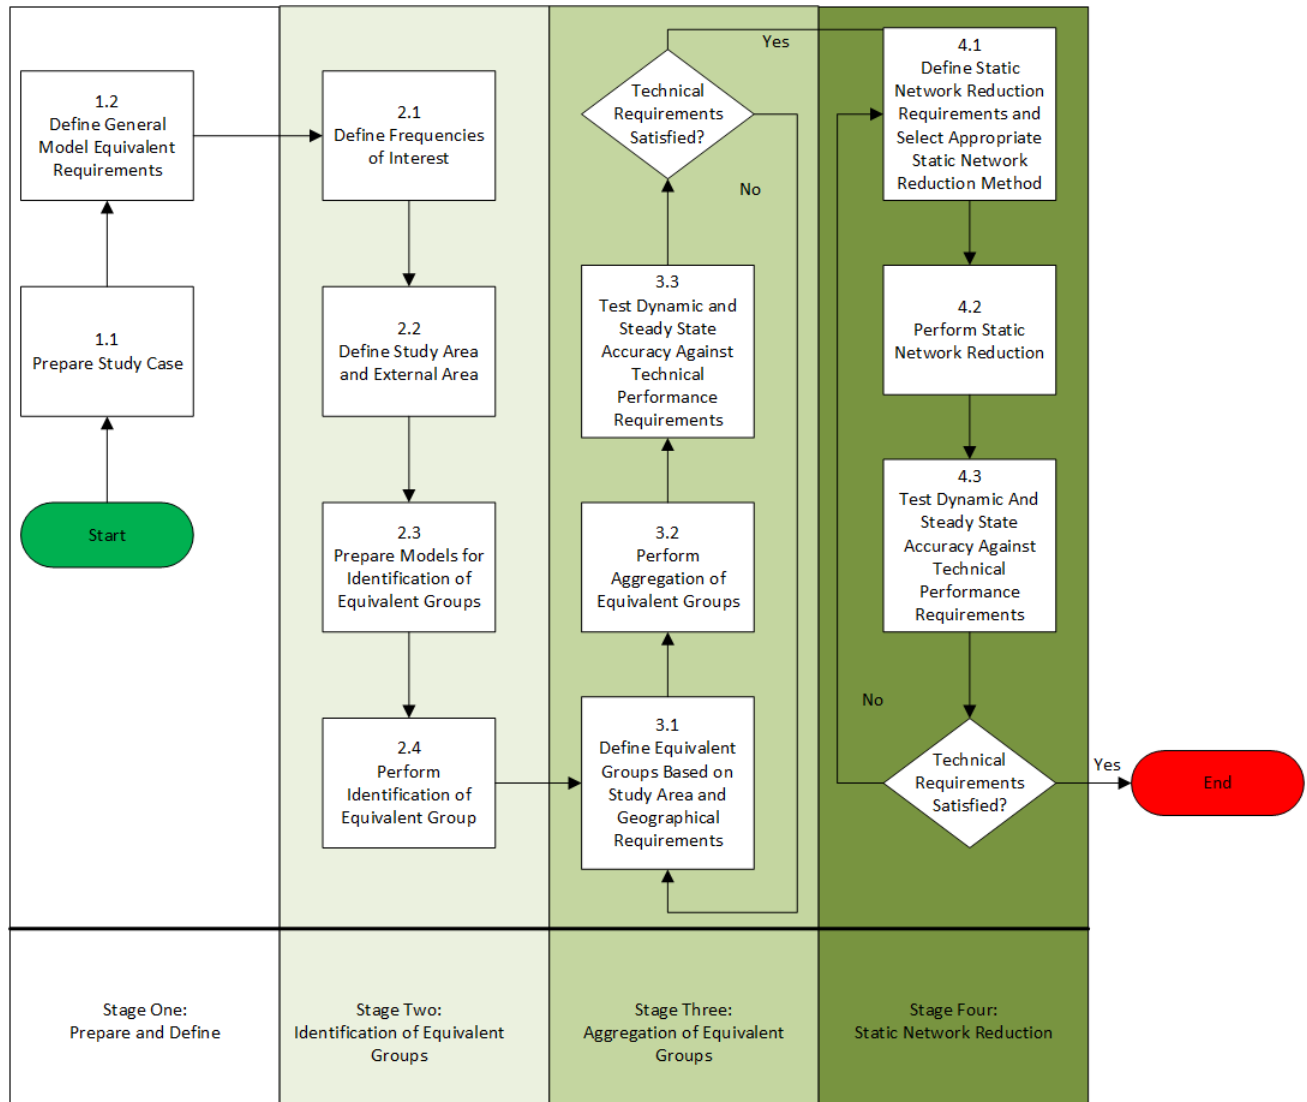 Start
1.1
Prepare Study Case
1.2
Define General
Model Equivalent
Requirements
2.1
Define Frequencies
of Interest
2.2
Define Study Area
and External Area
2.3
Prepare Models for
Identification of
Equivalent Groups
2.4
Perform
Identification of
Equivalent Group
3.1
Define Equivalent
Groups Based on
Study Area and
Geographical
Requirements
3.2
Perform
Aggregation of
Equivalent Groups
3.3
Test Dynamic and
Steady State
Accuracy Against
Technical
Performance
Requirements
Technical
Requirements
Satisfied?
Yes
No
4.1
Define Static
Network Reduction
Requirements and
Select Appropriate
Static Network
Reduction Method
4.2
Perform Static
Network Reduction
4.3
Test Dynamic And
Steady State
Accuracy Against
Technical
Performance
Requirements
No
Technical
Requirements
Satisfied?
Yes
End
Stage One:
Prepare and Define
Stage Two:
Identification of Equivalent
Groups
Stage Three:
Aggregation of Equivalent
Groups
Stage Four:
Static Network Reduction